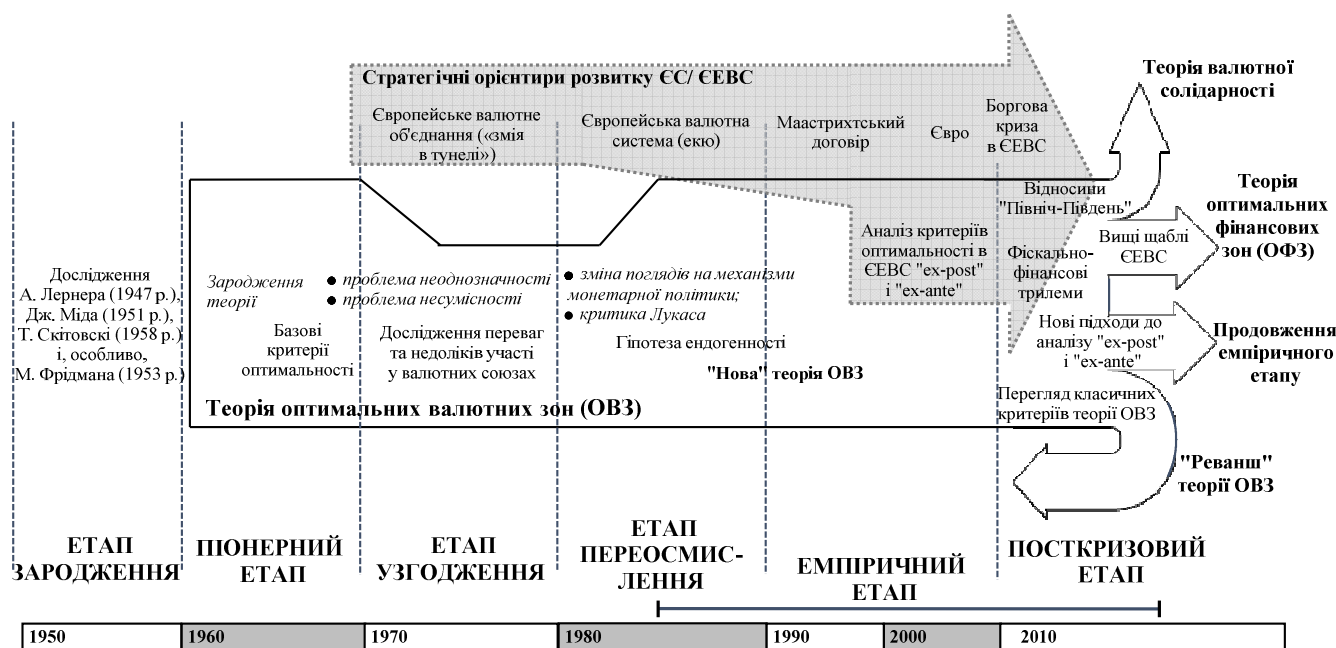 Стратегічні орієнтири розвитку ЄС/ ЄЕВС
Європейське валютне
об'єднання («змія
в тунелі»)
Європейська валютна
система (екю)
Маастрихтський
договір
Євро
Боргова
криза
в ЄЕВС
Теорія валютної
солідарності
Відносини
"Північ-Південь"
Теорія
оптимальних
фінансових
зон (ОФЗ)
Вищі щаблі
ЄЕВС
Аналіз критеріїв
оптимальності в
ЄЕВС "ex-post"
і "ex-ante"
Фіскально-
фінансові
трилеми
Дослідження
А. Лернера (1947 р.),
Дж. Міда (1951 р.),
Т. Скітовскі (1958 р.)
і, особливо,
М. Фрідмана (1953 р.)
Зародження
теорії
● проблема неоднозначності
● проблема несумісності
● зміна поглядів на механізми
монетарної політики;
● критика Лукаса
Базові
критерії
оптимальності
Дослідження переваг
та недоліків участі
у валютних союзах
Гіпотеза ендогенності
"Нова" теорія ОВЗ
Нові підходи до
аналізу "ex-post"
і "ex-ante"
Продовження
емпіричного
етапу
Теорія оптимальних валютних зон (ОВЗ)
Перегляд класичних
критеріїв теорії ОВЗ
"Реванш"
теорії ОВЗ
ЕТАП
ЗАРОДЖЕННЯ
ПІОНЕРНИЙ
ЕТАП
ЕТАП
УЗГОДЖЕННЯ
ЕТАП
ПЕРЕОСМИС-
ЛЕННЯ
ЕМПІРИЧНИЙ
ЕТАП
ПОСТКРИЗОВИЙ
ЕТАП
1950
1960
1970
1980
1990
2000
2010